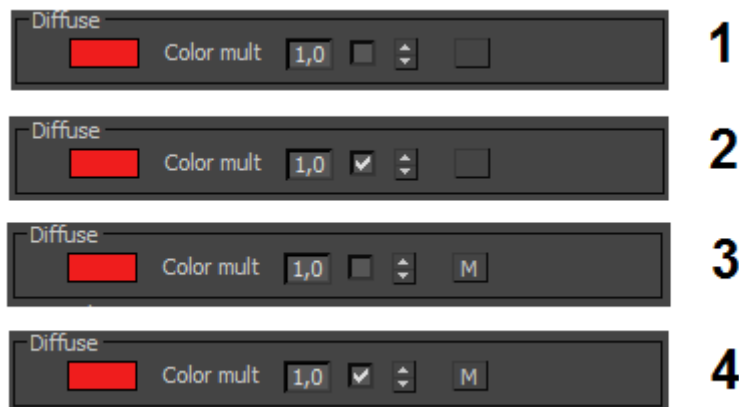 Diffuse
Color mult 1,0
1
Diffuse
Color mult 1,0
2
Diffuse
Color mult 1,0 M
3
Diffuse
Color mult 1,0 M
4